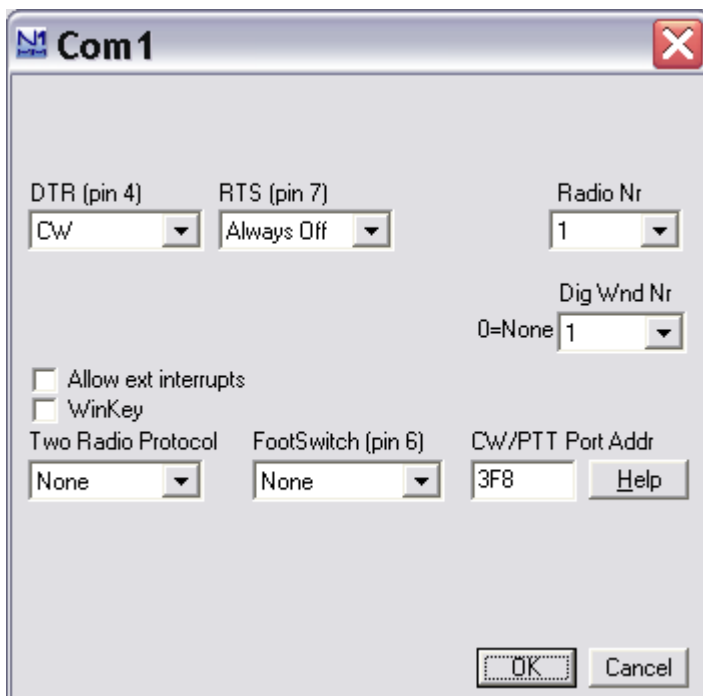 N1
MM
Com1
DTR (pin 4) RTS (pin 7) Radio Nr
CW Always Off 1
Dig Wnd Nr
0=None 1
Allow ext interrupts
WinKey
Two Radio Protocol FootSwitch (pin 6) CW/PTT Port Addr
None None 3F8 Help
OK Cancel